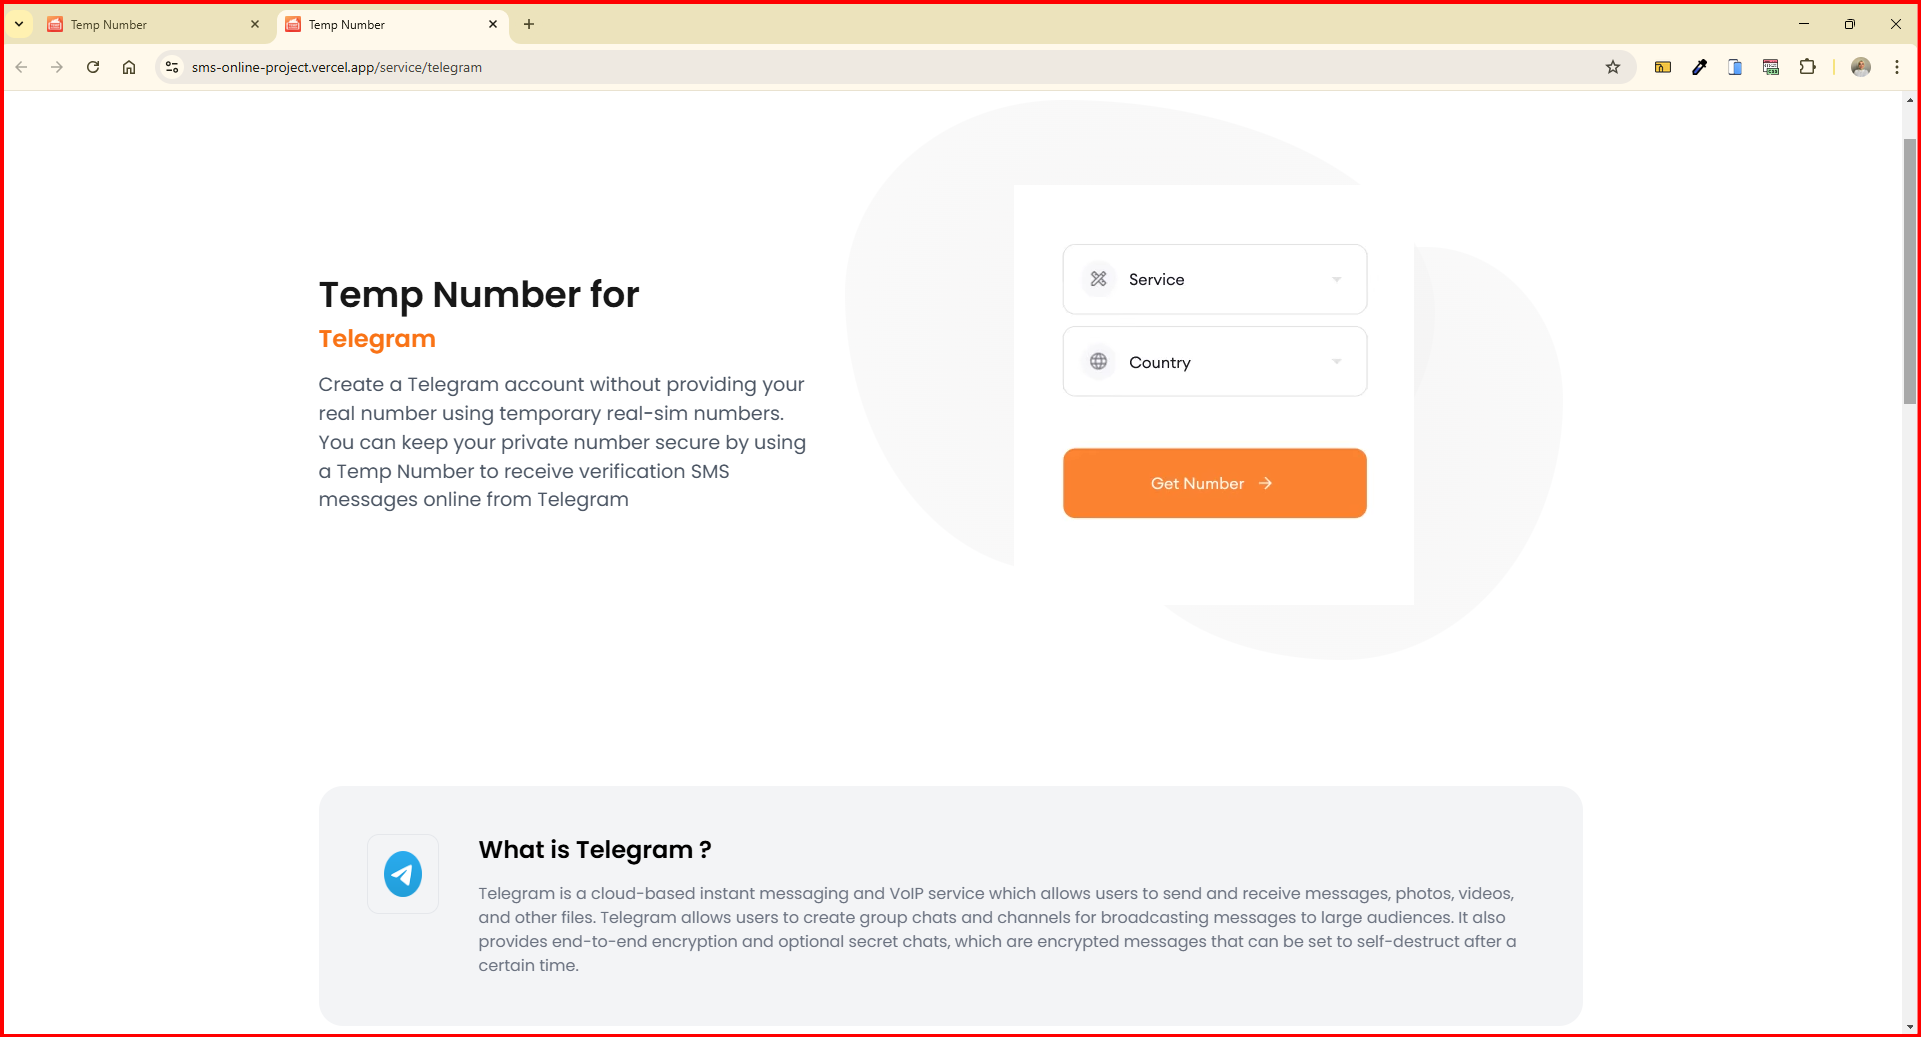 Temp Number
Temp Number
sms-online-project.vercel.app/service/telegram
Temp Number for
Telegram
Create a Telegram account without providing your
real number using temporary real-sim numbers.
You can keep your private number secure by using
a Temp Number to receive verification SMS
messages online from Telegram
Service
Country
Get Number
What is Telegram ?
Telegram is a cloud-based instant messaging and VoIP service which allows users to send and receive messages, photos, videos,
and other files. Telegram allows users to create group chats and channels for broadcasting messages to large audiences. It also
provides end-to-end encryption and optional secret chats, which are encrypted messages that can be set to self-destruct after a
certain time.